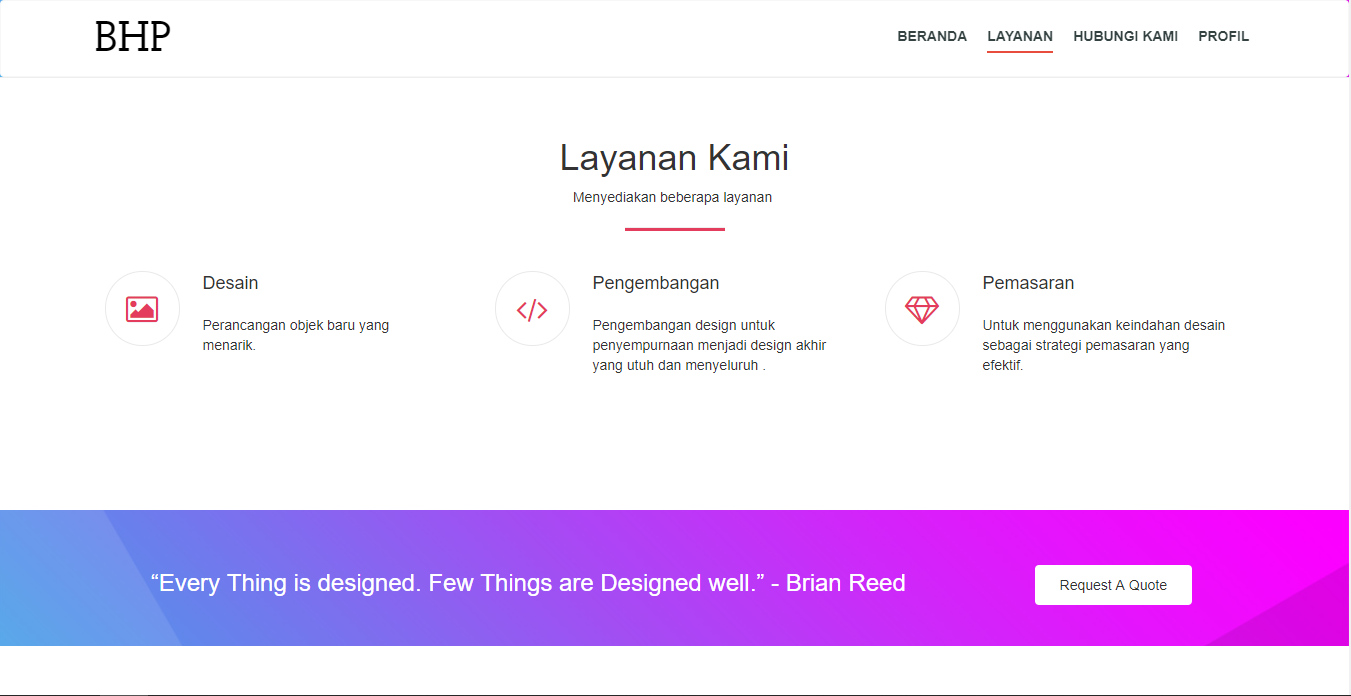 BHP
BERANDA LAYANAN HUBUNGI KAMI PROFIL
Layanan Kami
Menyediakan beberapa layanan
Desain
Perancangan objek baru yang
menarik.
Pengembangan
Pengembangan design untuk
penyempurnaan menjadi design akhir
yang utuh dan menyeluruh .
Pemasaran
Untuk menggunakan keindahan desain
sebagai strategi pemasaran yang
efektif.
“Every Thing is designed. Few Things are Designed well.” - Brian Reed
Request A Quote